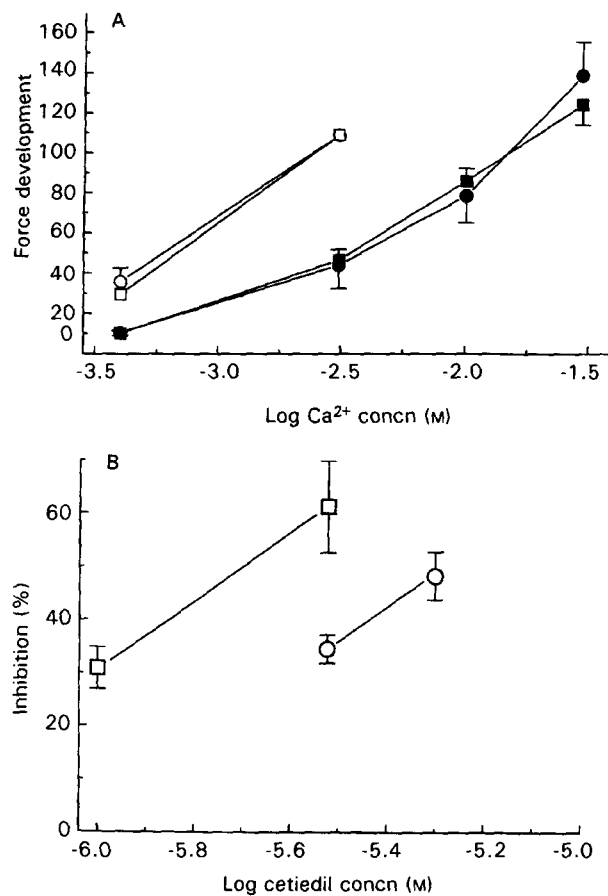 A
160
140
120
100
80
60
40
20
0
Force development
-3.5 -3.0 -2.5 -2.0 -1.5
Log Ca²⁺ concn (M)
B
60
40
20
0
Inhibition (%)
-6.0 -5.8 -5.6 -5.4 -5.2 -5.0
Log cetiedil concn (M)